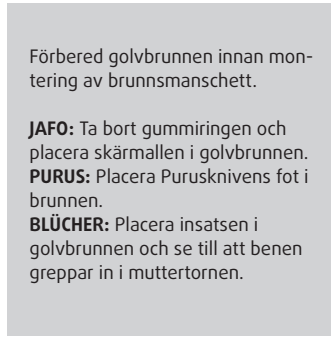 Förbered golvbrunnen innan mon-
tering av brunnsmanschett.
JAFO: Ta bort gummiringen och
placera skärmallen i golvbrunnen.
PURUS: Placera Purusknivens fot i
brunnen.
BLÜCHER: Placera insatsen i
golvbrunnen och se till att benen
greppar in i muttertornen.